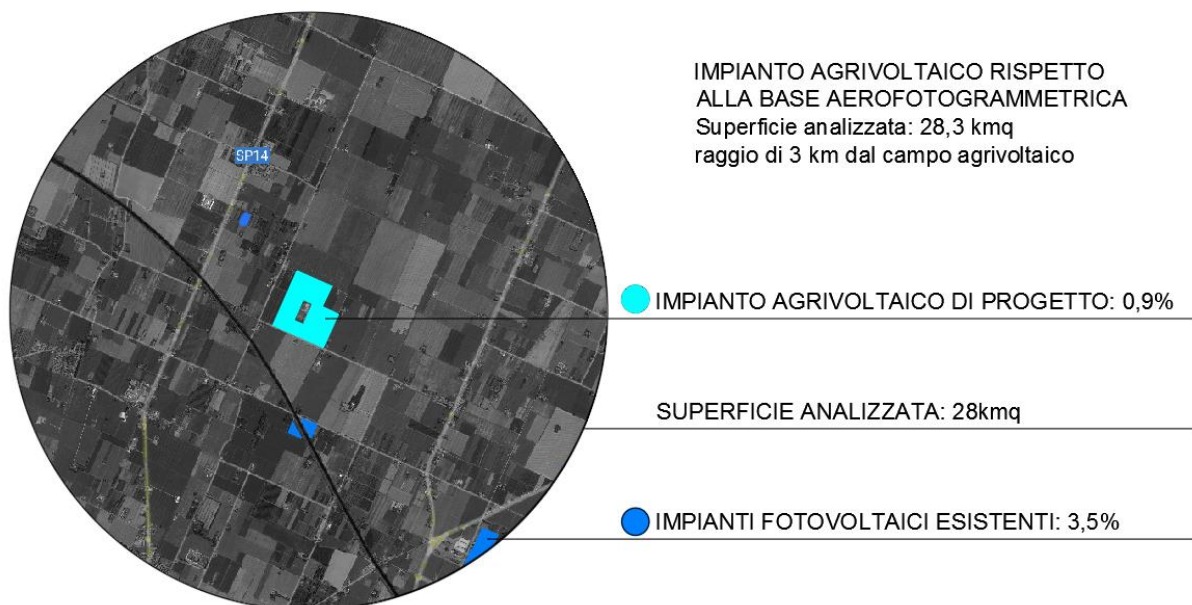 IMPIANTO AGRIVOLTAICO RISPETTO
ALLA BASE AEROFOTOGRAMMETRICA
Superficie analizzata: 28,3 kmq
raggio di 3 km dal campo agrivoltaico
SP14
IMPIANTO AGRIVOLTAICO DI PROGETTO: 0,9%
SUPERFICIE ANALIZZATA: 28kmq
IMPIANTI FOTOVOLTAICI ESISTENTI: 3,5%